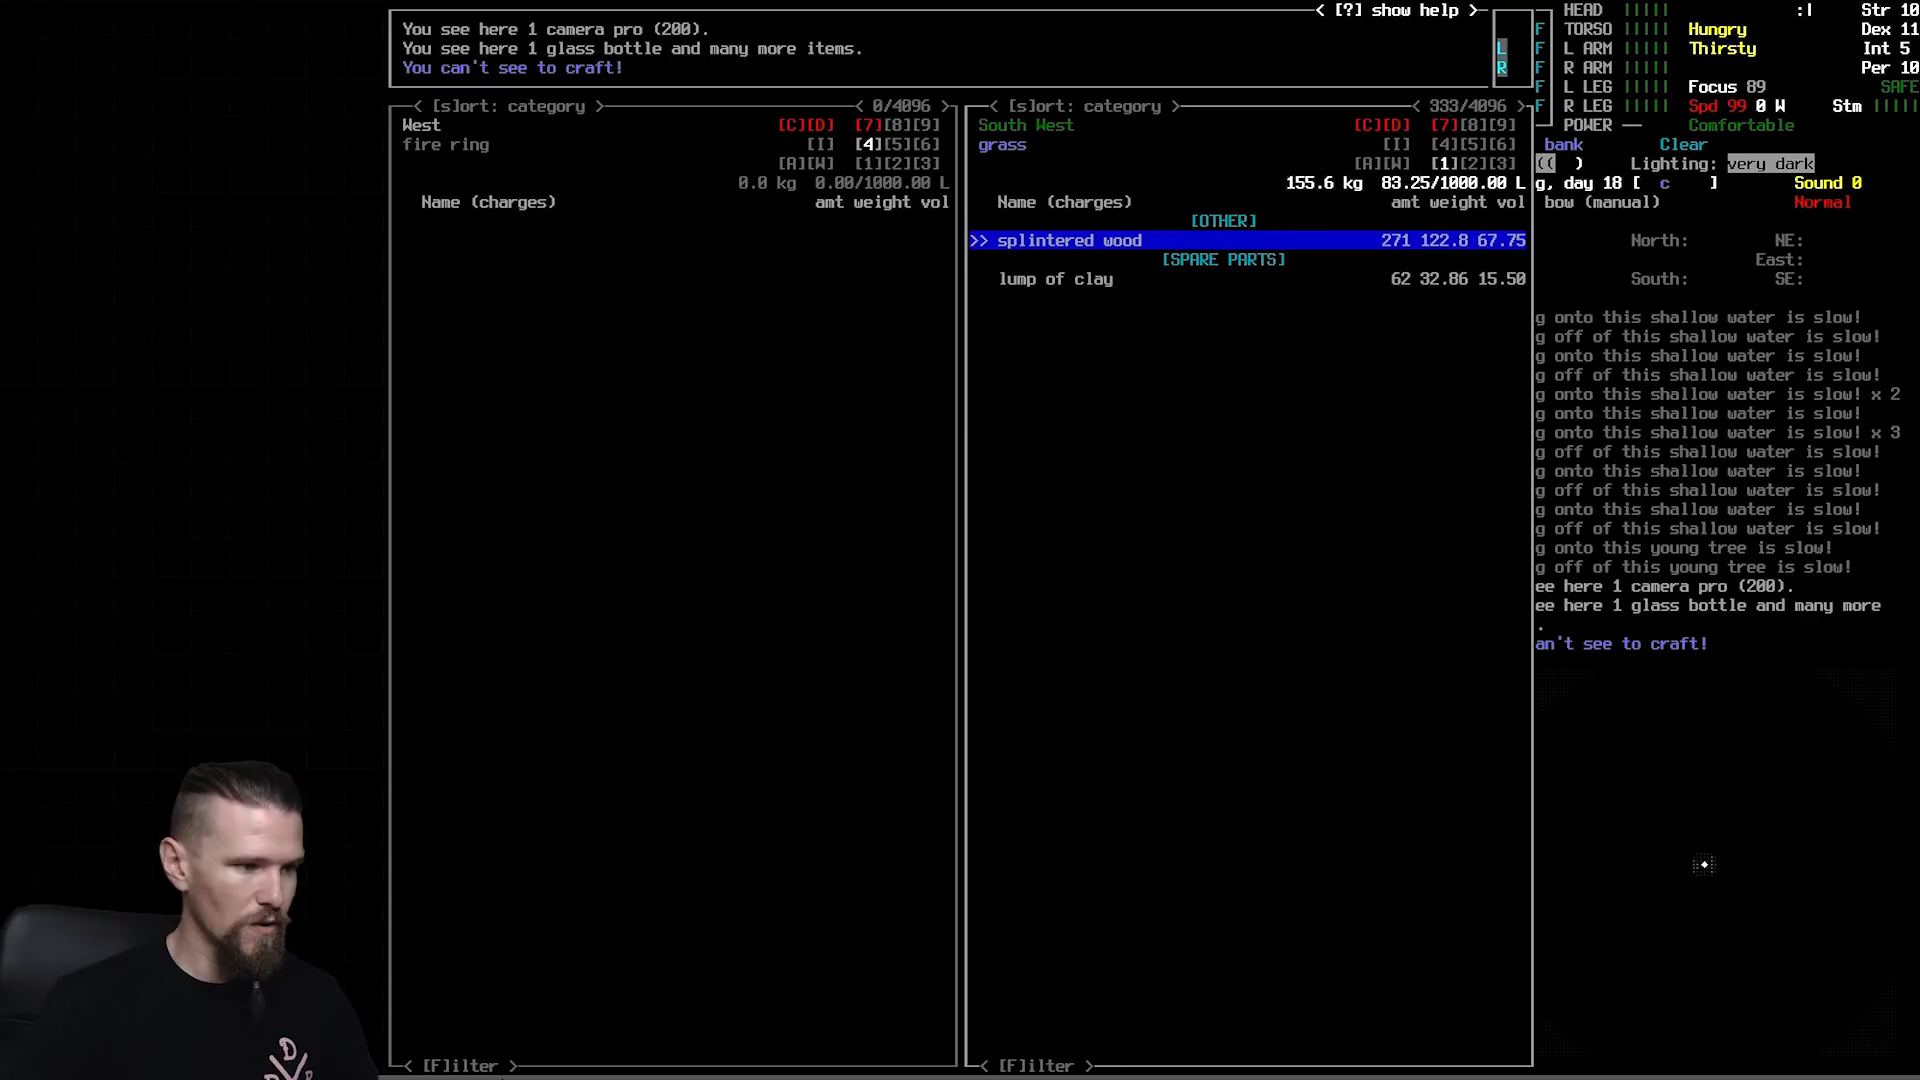 < [?] show help >
You see here 1 camera pro (200).
You see here 1 glass bottle and many more items.
You can't see to craft!
L
R
< [s]ort: category >
< 0/4096 >
West
[C][D] [7][8][9]
fire ring
[I] [4][5][6]
[A][W] [1][2][3]
0.0 kg 0.00/1000.00 L
Name (charges)
amt weight vol
< [F]ilter >
< [s]ort: category >
< 333/4096 >
South West
[C][D] [7][8][9]
grass
[I] [4][5][6]
[A][W] [1][2][3]
155.6 kg 83.25/1000.00 L
Name (charges)
amt weight vol
[OTHER]
>> splintered wood 271 122.8 67.75
[SPARE PARTS]
lump of clay 62 32.86 15.50
< [F]ilter >
HEAD ||||| :| Str 10
F TORSO ||||| Hungry Dex 11
F L ARM ||||| Thirsty Int 5
F R ARM ||||| Per 10
F L LEG ||||| Focus 89 SAFE
F R LEG ||||| Spd 99 0 W Stm |||||
POWER — Comfortable
bank Clear
(( ) Lighting: very dark
g, day 18 [ c ] Sound 0
bow (manual) Normal
North: NE:
East:
South: SE:
g onto this shallow water is slow!
g off of this shallow water is slow!
g onto this shallow water is slow!
g off of this shallow water is slow!
g onto this shallow water is slow! x 2
g onto this shallow water is slow!
g onto this shallow water is slow! x 3
g off of this shallow water is slow!
g onto this shallow water is slow!
g off of this shallow water is slow!
g onto this shallow water is slow!
g off of this shallow water is slow!
g onto this young tree is slow!
g off of this young tree is slow!
ee here 1 camera pro (200).
ee here 1 glass bottle and many more
.
an't see to craft!